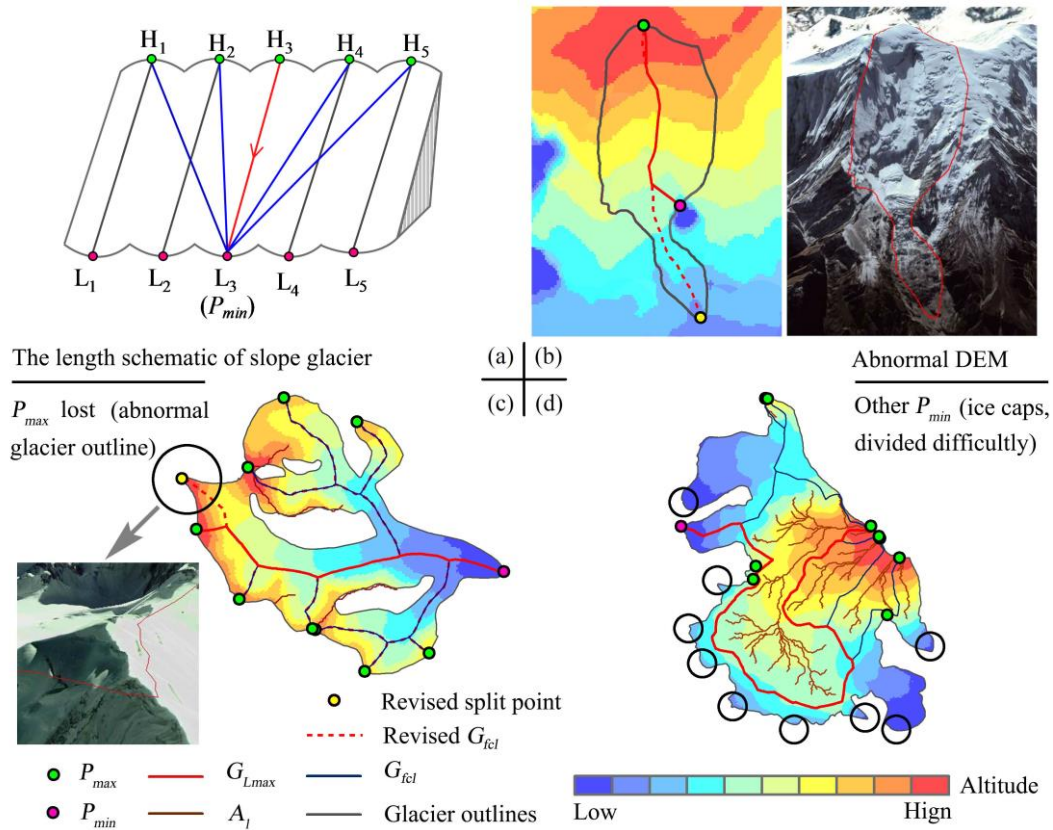 H₁ H₂ H₃ H₄ H₅
L₁ L₂ L₃ L₄ L₅
(Pmin)
The length schematic of slope glacier
(a) (b)
(c) (d)
Abnormal DEM
Pmax lost (abnormal
glacier outline)
Other Pmin (ice caps,
divided difficultly)
Revised split point
Revised Gfcl
Pmax GLmax Gfcl
Pmin Al Glacier outlines
Altitude
Low Hign